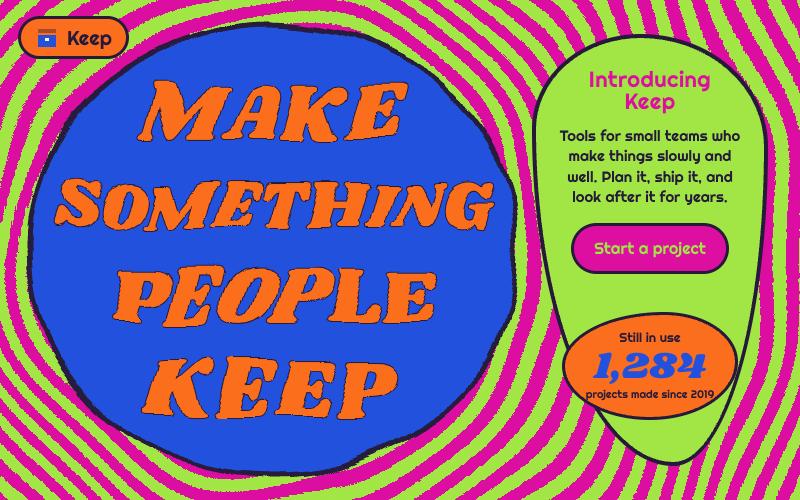 Keep
MAKE
SOMETHING
PEOPLE
KEEP
Introducing
Keep
Tools for small teams who
make things slowly and
well. Plan it, ship it, and
look after it for years.
Start a project
Still in use
1,284
projects made since 2019